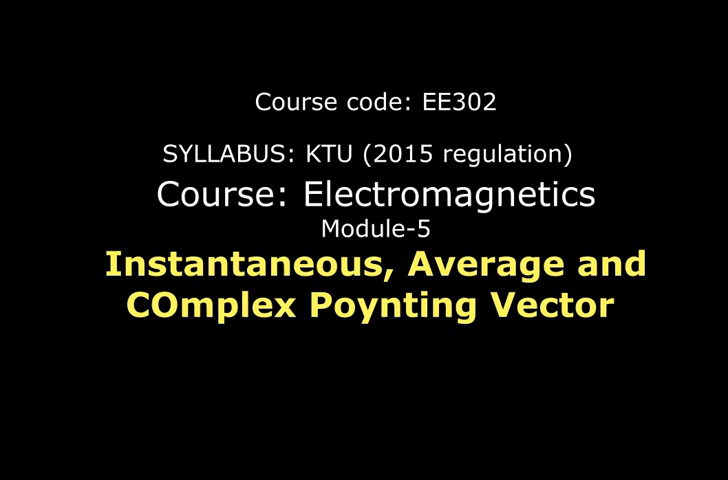 Course code: EE302
SYLLABUS: KTU (2015 regulation)
Course: Electromagnetics
Module-5
Instantaneous, Average and
COmplex Poynting Vector